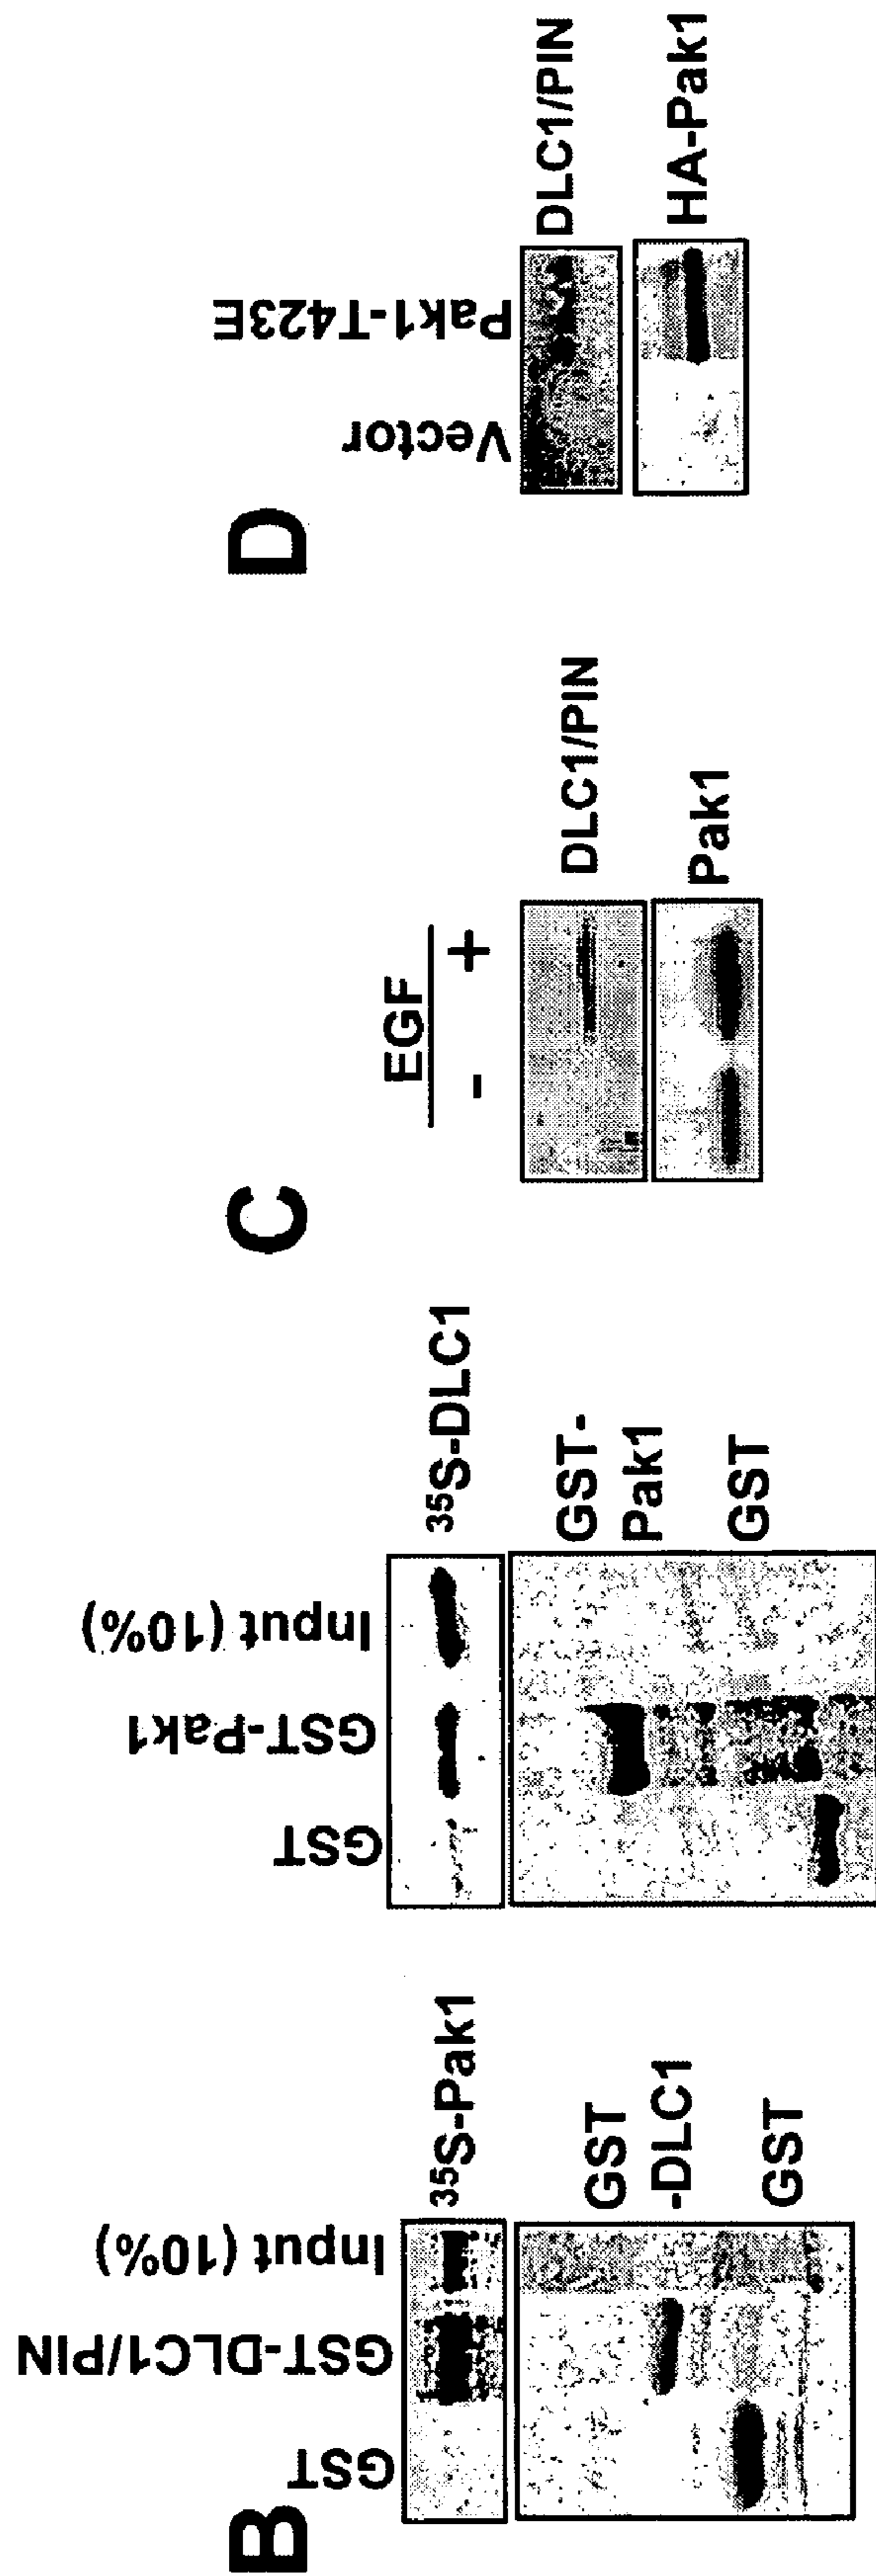 B
GST
GST-DLC1/PIN
Input (10%)
³⁵S-Pak1
GST
-DLC1
GST
GST
GST-Pak1
Input (10%)
³⁵S-DLC1
GST-
Pak1
GST
C
EGF
- +
DLC1/PIN
Pak1
D
Vector
Pak1-T423E
DLC1/PIN
HA-Pak1